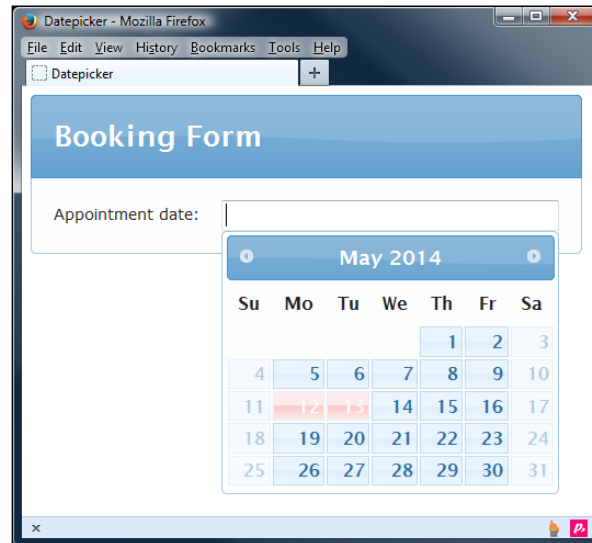 Datepicker - Mozilla Firefox
File Edit View History Bookmarks Tools Help
Datepicker +
Booking Form
Appointment date:
May 2014
Su Mo Tu We Th Fr Sa
1 2 3
4 5 6 7 8 9 10
11 12 13 14 15 16 17
18 19 20 21 22 23 24
25 26 27 28 29 30 31
x